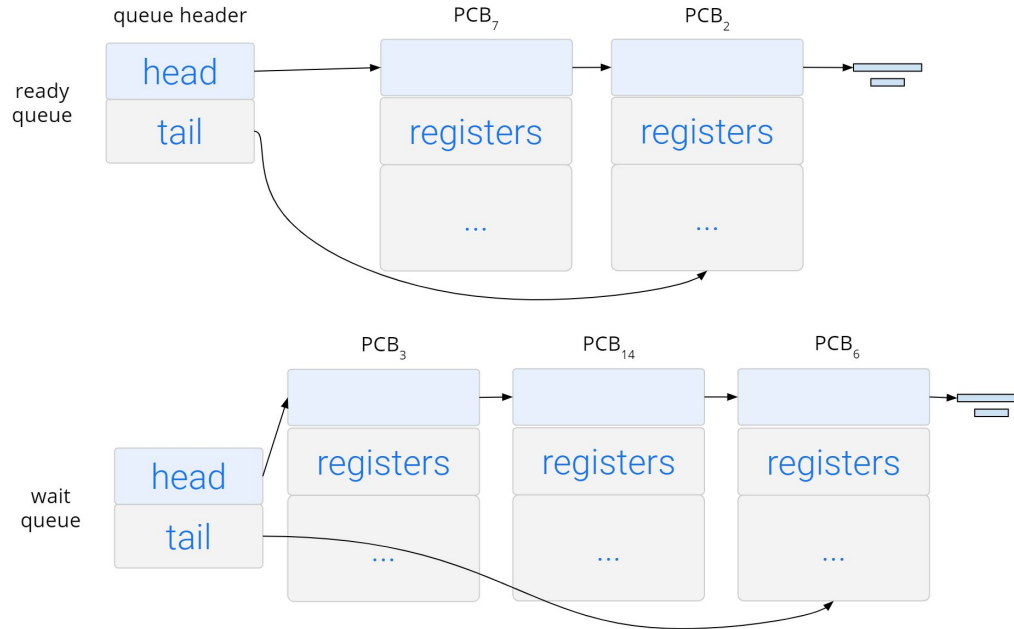 queue header
PCB₇
PCB₂
head
ready
queue
tail
registers
registers
...
...
PCB₃
PCB₁₄
PCB₆
head
registers
registers
registers
wait
queue
tail
...
...
...